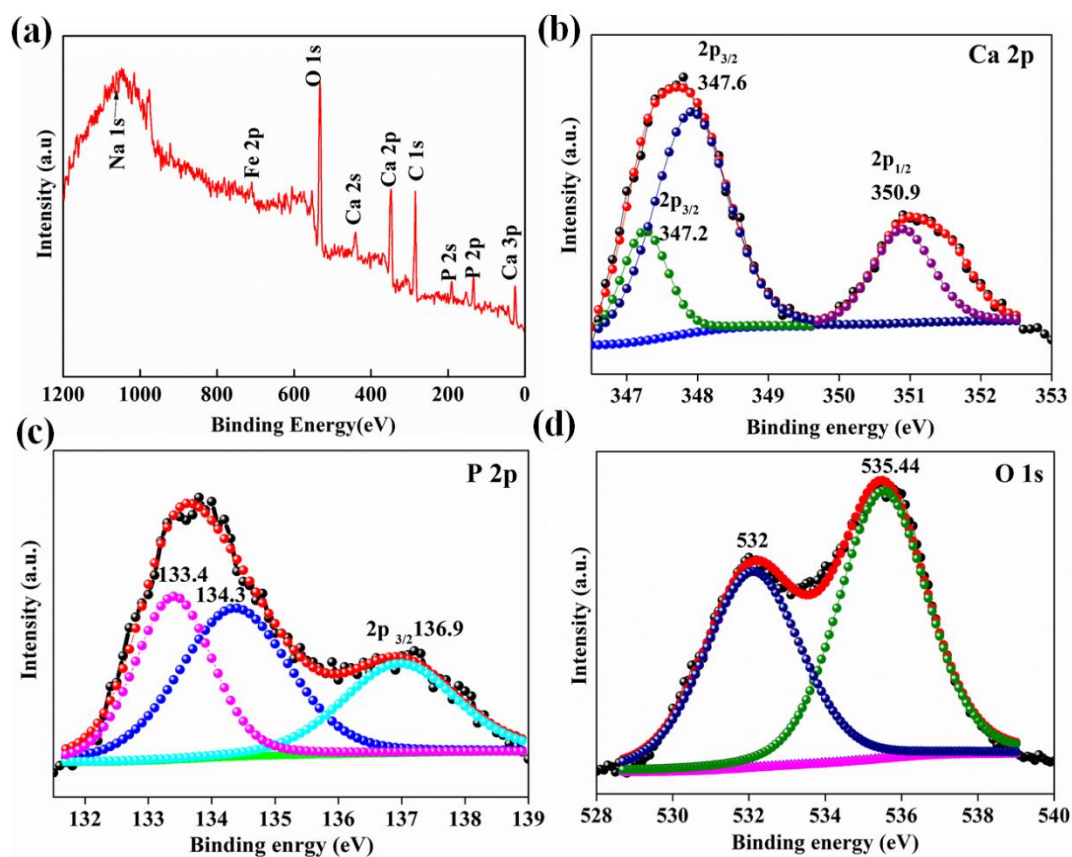 (a)
Intensity (a.u)
Na 1s
Fe 2p
O 1s
Ca 2s
Ca 2p
C 1s
P 2s
P 2p
Ca 3p
1200 1000 800 600 400 200 0
Binding Energy(eV)
(b)
Ca 2p
Intensity (a.u.)
2p3/2
347.6
2p3/2
347.2
2p1/2
350.9
347 348 349 350 351 352 353
Binding energy (eV)
(c)
P 2p
Intensity (a.u.)
133.4
134.3
2p 3/2 136.9
132 133 134 135 136 137 138 139
Binding enrgy (eV)
(d)
O 1s
Intensity (a.u.)
532
535.44
528 530 532 534 536 538 540
Binding energy (eV)